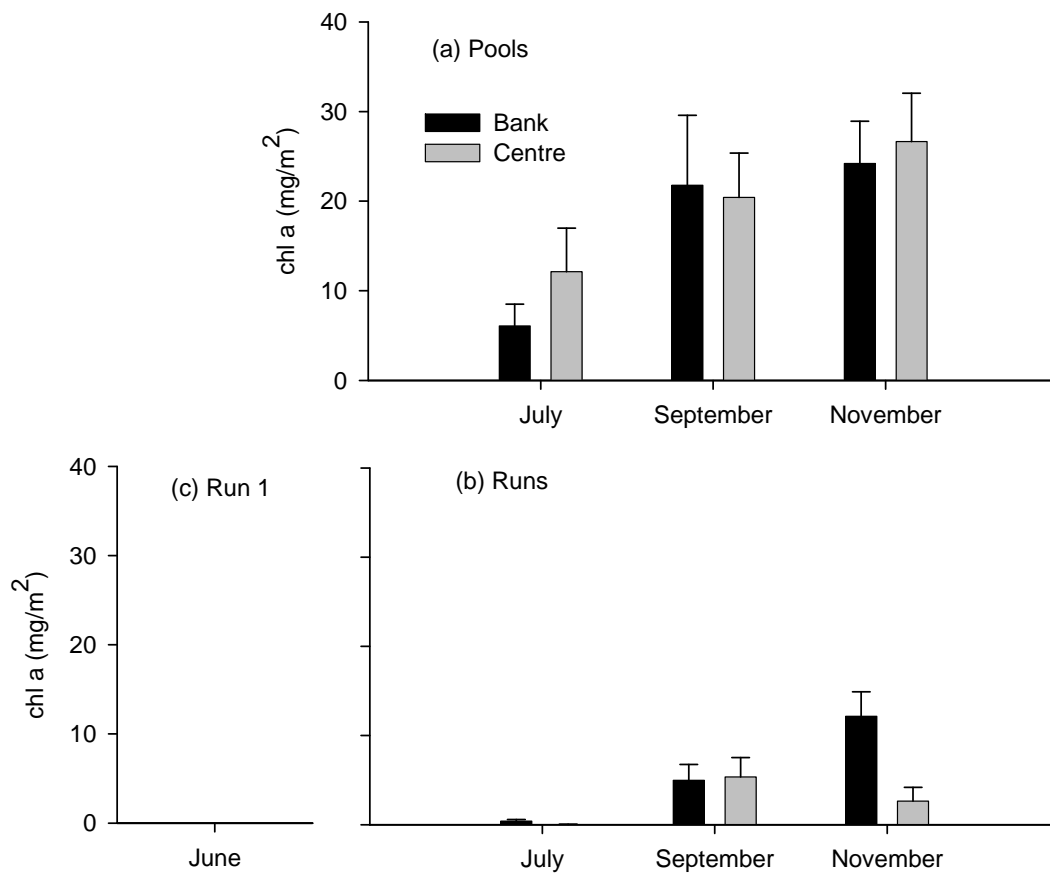 40
(a) Pools
30
Bank
Centre
20
10
0
chl a (mg/m²)
July September November
40
(c) Run 1
30
20
10
0
chl a (mg/m²)
June
(b) Runs
July September November